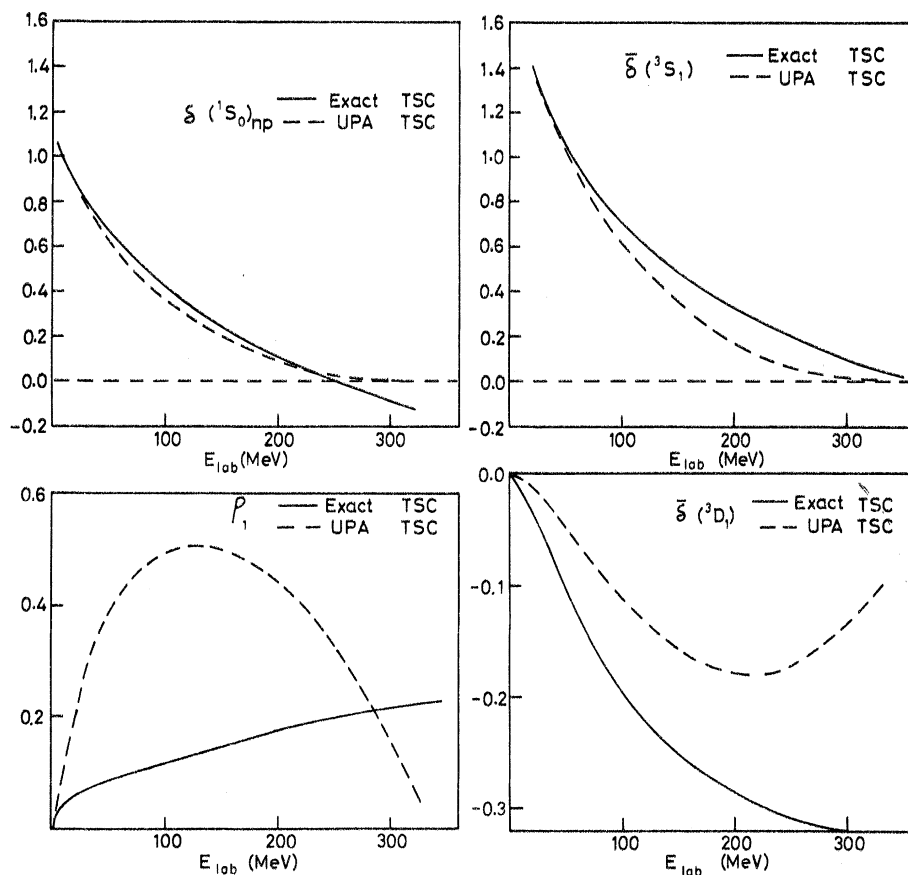 1.6
1.4
1.2
1.0
0.8
0.6
0.4
0.2
0.0
-0.2
δ (¹S₀)np
Exact TSC
UPA TSC
100 200 300
E lab (MeV)
1.6
1.4
1.2
1.0
0.8
0.6
0.4
0.2
0.0
-0.2
δ̄ (³S₁)
Exact TSC
UPA TSC
100 200 300
E lab (MeV)
0.6
0.4
0.2
ρ₁
Exact TSC
UPA TSC
100 200 300
E lab (MeV)
0.0
-0.1
-0.2
-0.3
δ̄ (³D₁)
Exact TSC
UPA TSC
100 200 300
E lab (MeV)